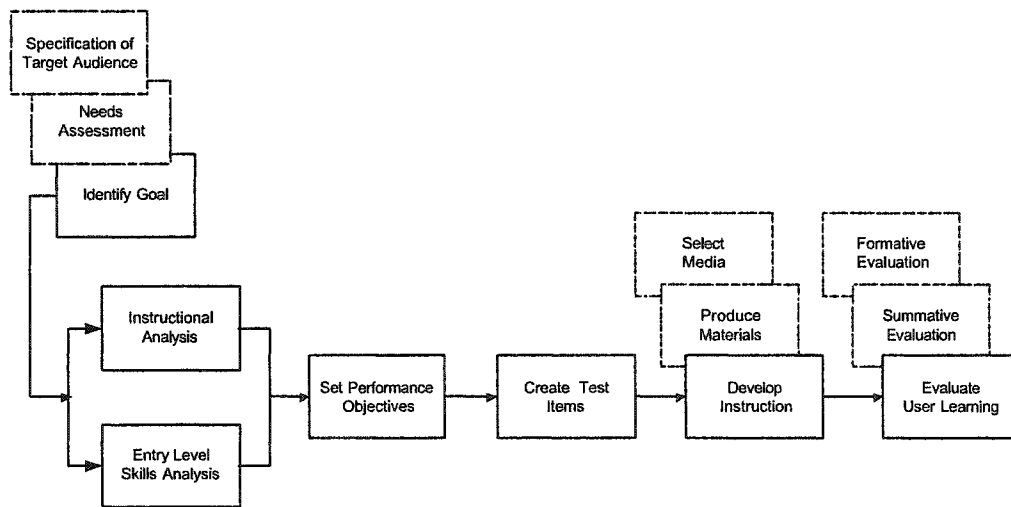 Specification of
Target Audience
Needs
Assessment
Identify Goal
Select
Media
Formative
Evaluation
Instructional
Analysis
Produce
Materials
Summative
Evaluation
Set Performance
Objectives
Create Test
Items
Develop
Instruction
Evaluate
User Learning
Entry Level
Skills Analysis